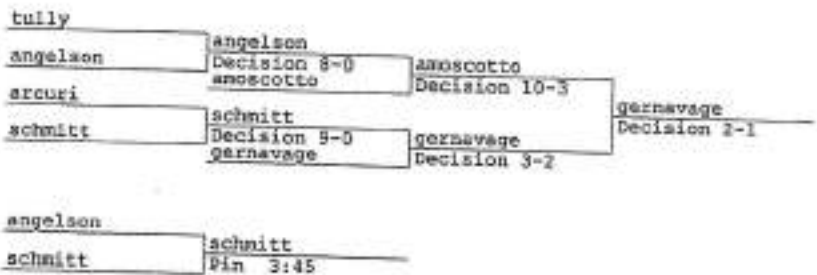 tully
angelson
angelson
Decision 8-0
amoscotto
amoscotto
Decision 10-3
arcuri
schmitt
schmitt
Decision 9-0
gernavage
gernavage
Decision 3-2
gernavage
Decision 2-1
angelson
schmitt
schmitt
Pin 3:45